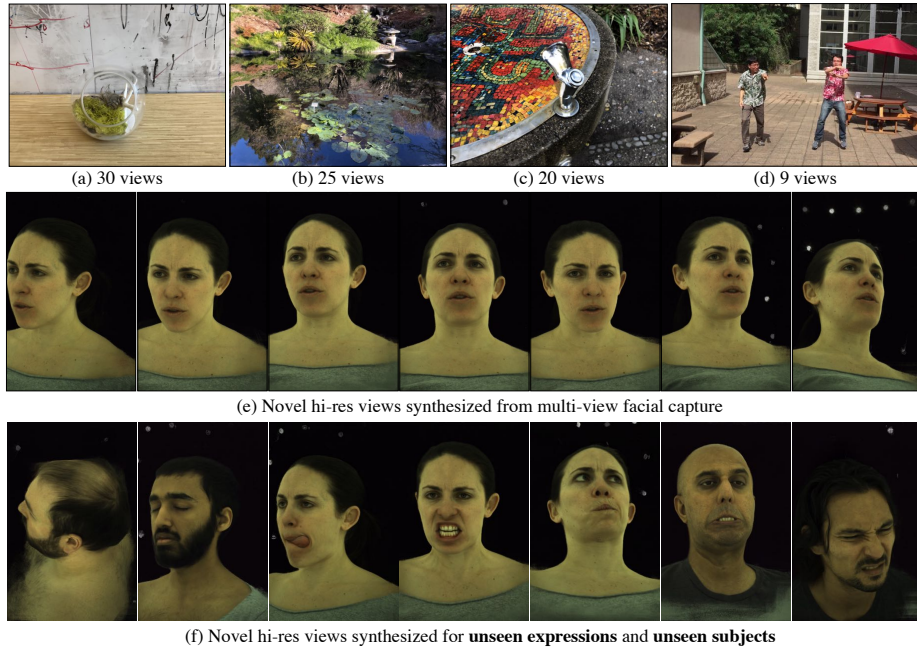 (a) 30 views
(b) 25 views
(c) 20 views
(d) 9 views
(e) Novel hi-res views synthesized from multi-view facial capture
(f) Novel hi-res views synthesized for unseen expressions and unseen subjects